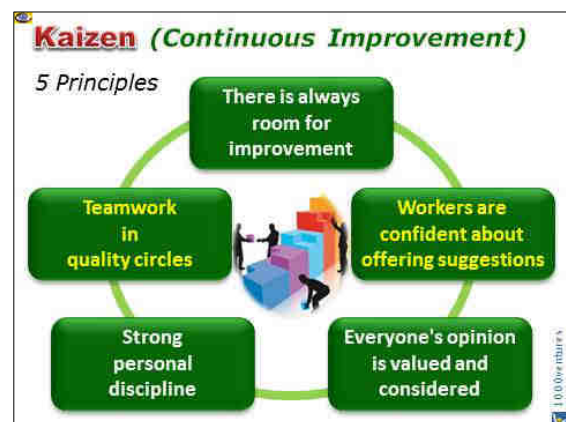 Kaizen (Continuous Improvement)
5 Principles
There is always
room for
improvement
Teamwork
in
quality circles
Workers are
confident about
offering suggestions
Strong
personal
discipline
Everyone's opinion
is valued and
considered
1000ventures